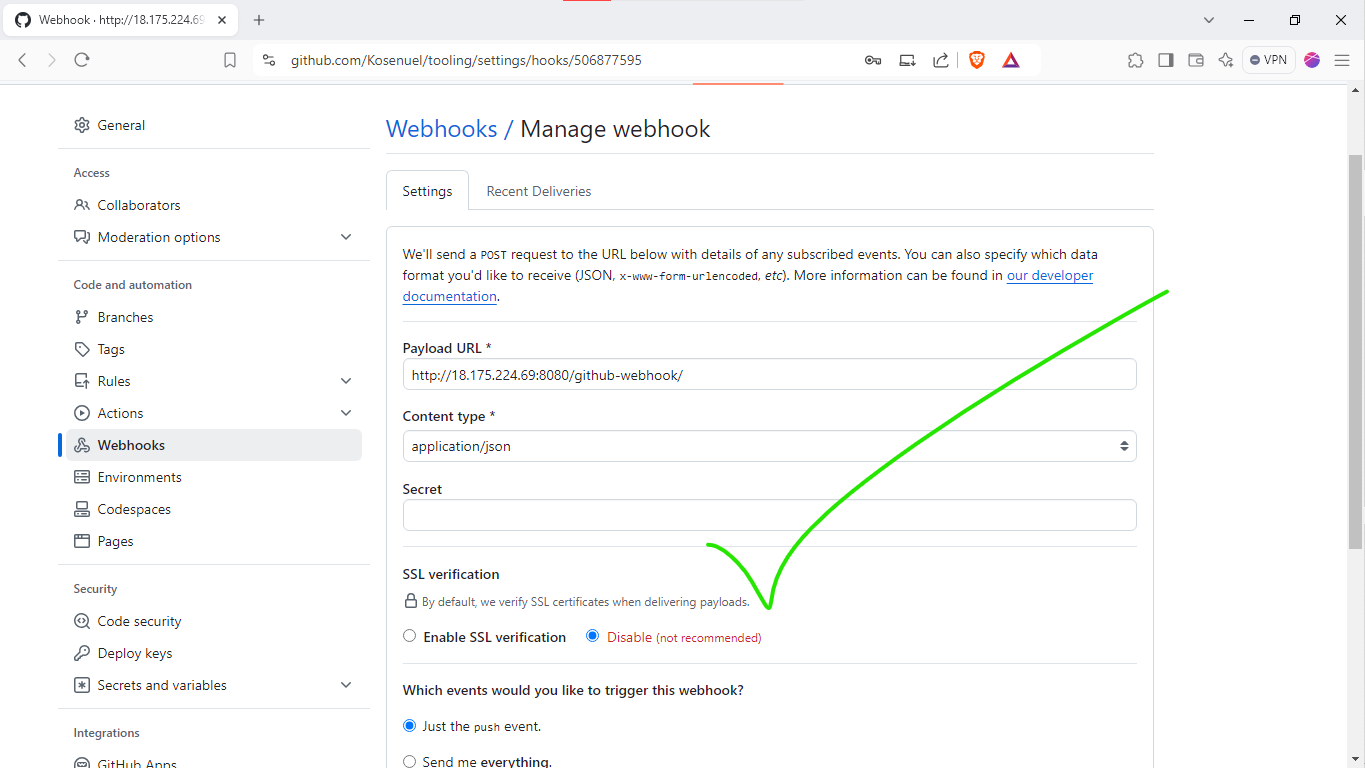 Webhook · http://18.175.224.69
github.com/Kosenuel/tooling/settings/hooks/506877595
VPN
General
Access
Collaborators
Moderation options
Code and automation
Branches
Tags
Rules
Actions
Webhooks
Environments
Codespaces
Pages
Security
Code security
Deploy keys
Secrets and variables
Integrations
GitHub Apps
Webhooks / Manage webhook
Settings
Recent Deliveries
We'll send a POST request to the URL below with details of any subscribed events. You can also specify which data
format you'd like to receive (JSON, x-www-form-urlencoded, etc). More information can be found in our developer
documentation.
Payload URL *
http://18.175.224.69:8080/github-webhook/
Content type *
application/json
Secret
SSL verification
By default, we verify SSL certificates when delivering payloads.
Enable SSL verification
Disable (not recommended)
Which events would you like to trigger this webhook?
Just the push event.
Send me everything.